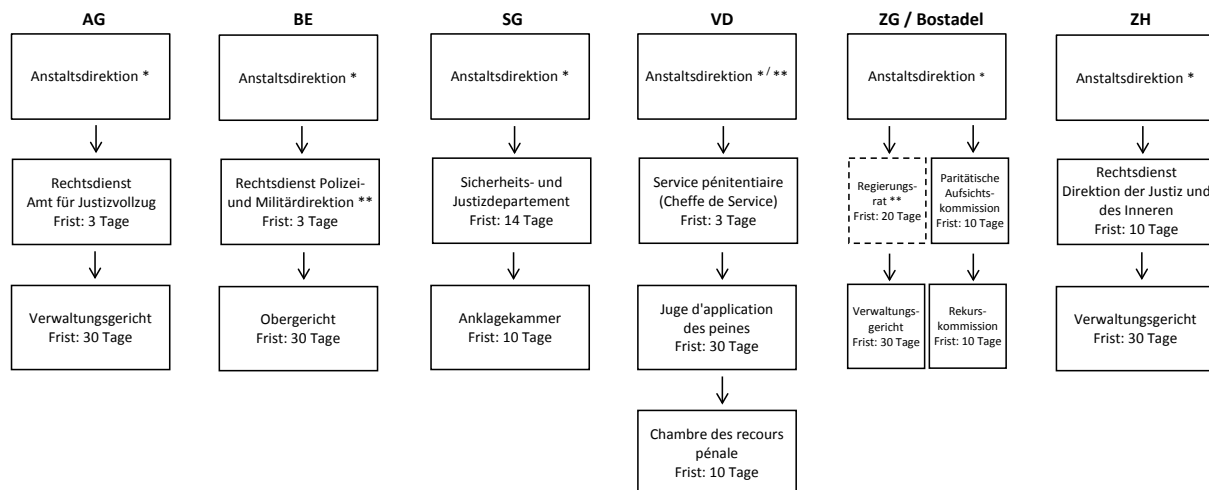 AG
Anstaltsdirektion *
Rechtsdienst
Amt für Justizvollzug
Frist: 3 Tage
Verwaltungsgericht
Frist: 30 Tage
BE
Anstaltsdirektion *
Rechtsdienst Polizei-
und Militärdirektion **
Frist: 3 Tage
Obergericht
Frist: 30 Tage
SG
Anstaltsdirektion *
Sicherheits- und
Justizdepartement
Frist: 14 Tage
Anklagekammer
Frist: 10 Tage
VD
Anstaltsdirektion */**
Service pénitentiaire
(Cheffe de Service)
Frist: 3 Tage
Juge d'application
des peines
Frist: 30 Tage
Chambre des recours
pénale
Frist: 10 Tage
ZG / Bostadel
Anstaltsdirektion *
Regierungs-
rat **
Frist: 20 Tage
Verwaltungs-
gericht
Frist: 30 Tage
Paritätische
Aufsichts-
kommission
Frist: 10 Tage
Rekurs-
kommission
Frist: 10 Tage
ZH
Anstaltsdirektion *
Rechtsdienst
Direktion der Justiz und
des Inneren
Frist: 10 Tage
Verwaltungsgericht
Frist: 30 Tage